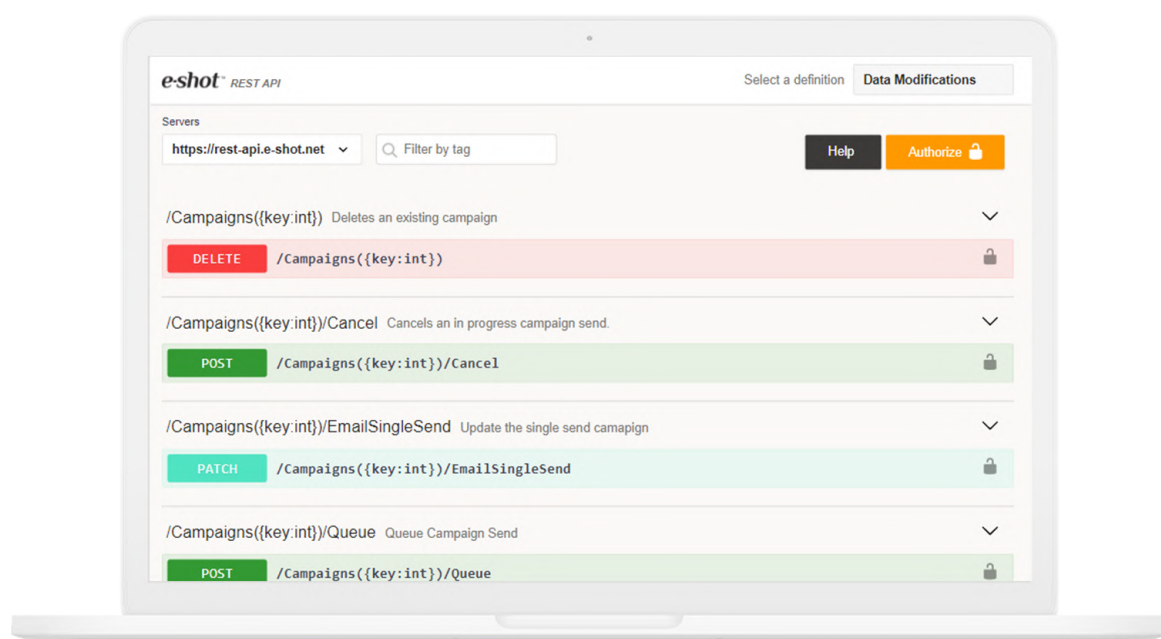 e·shot™ REST API
Select a definition Data Modifications
Servers
https://rest-api.e-shot.net Filter by tag Help Authorize
/Campaigns({key:int}) Deletes an existing campaign
DELETE /Campaigns({key:int})
/Campaigns({key:int})/Cancel Cancels an in progress campaign send.
POST /Campaigns({key:int})/Cancel
/Campaigns({key:int})/EmailSingleSend Update the single send camapign
PATCH /Campaigns({key:int})/EmailSingleSend
/Campaigns({key:int})/Queue Queue Campaign Send
POST /Campaigns({key:int})/Queue